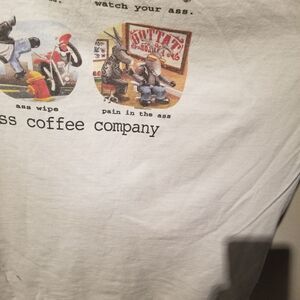 watch your ass.
ass wipe
pain in the ass
ss coffee company